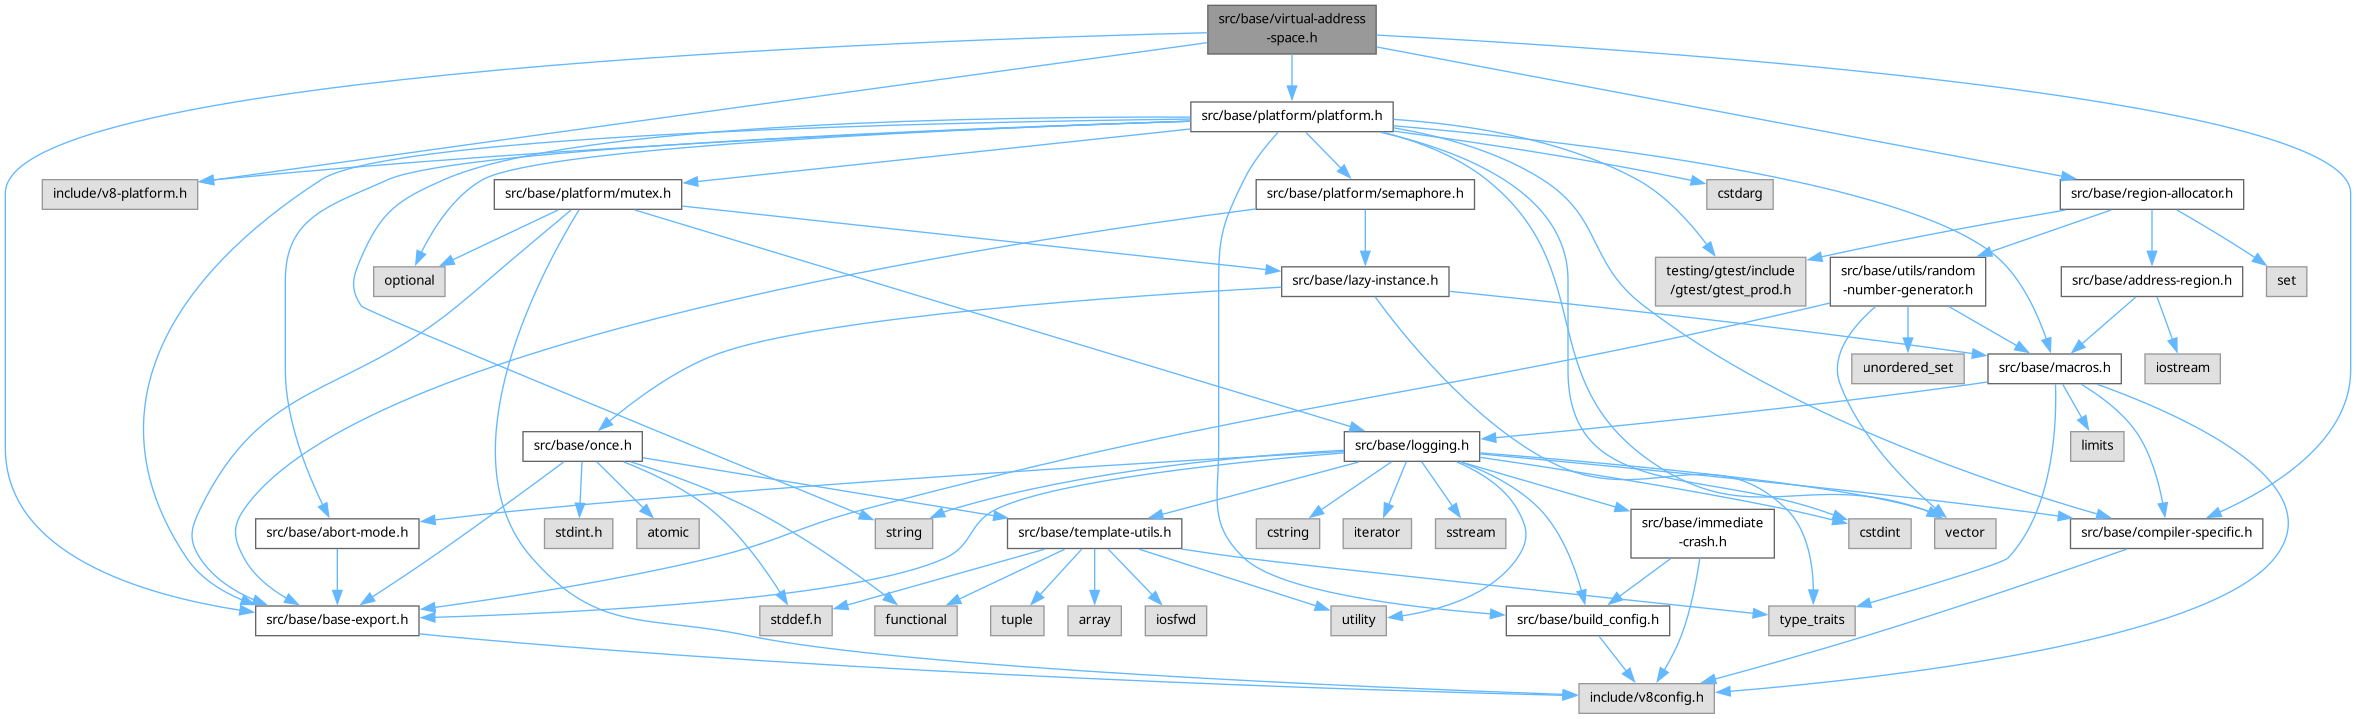 src/base/virtual-address
-space.h
src/base/platform/platform.h
include/v8-platform.h
src/base/platform/mutex.h
src/base/platform/semaphore.h
cstdarg
src/base/region-allocator.h
optional
src/base/lazy-instance.h
testing/gtest/include
/gtest/gtest_prod.h
src/base/utils/random
-number-generator.h
src/base/address-region.h
set
unordered_set
src/base/macros.h
iostream
src/base/once.h
src/base/logging.h
limits
src/base/abort-mode.h
stdint.h
atomic
string
src/base/template-utils.h
cstring
iterator
sstream
src/base/immediate
-crash.h
cstdint
vector
src/base/compiler-specific.h
src/base/base-export.h
stddef.h
functional
tuple
array
iosfwd
utility
src/base/build_config.h
type_traits
include/v8config.h